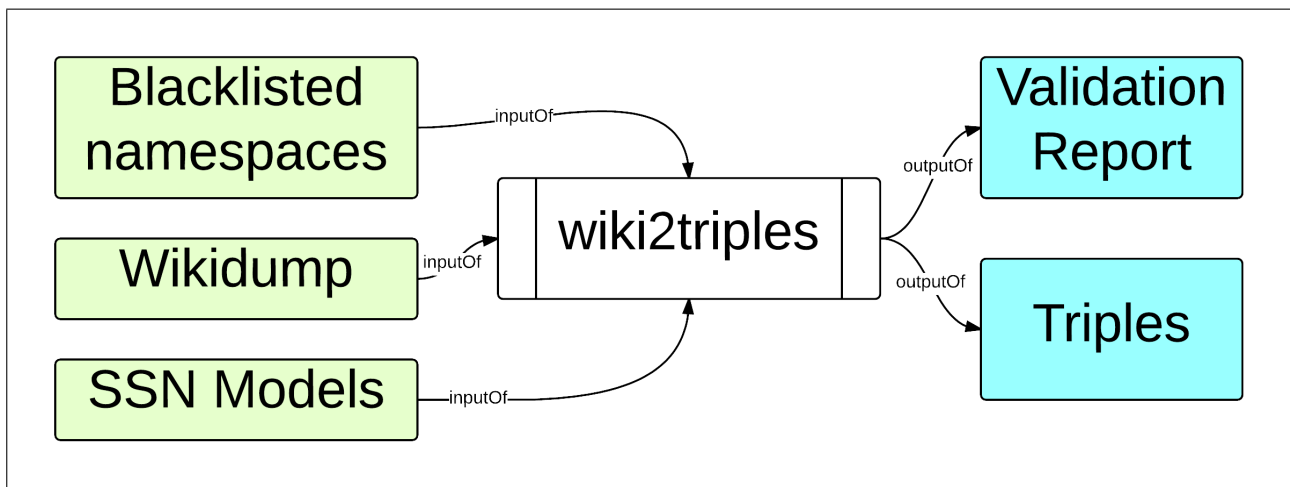 Blacklisted
namespaces
inputOf
Wikidump
inputOf
SSN Models
inputOf
wiki2triples
outputOf
Validation
Report
outputOf
Triples